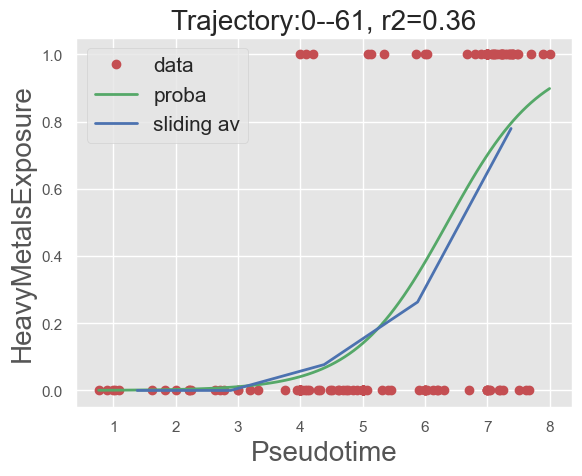 Trajectory:0--61, r2=0.36
HeavyMetalsExposure
1.0
0.8
0.6
0.4
0.2
0.0
data
proba
sliding av
1 2 3 4 5 6 7 8
Pseudotime